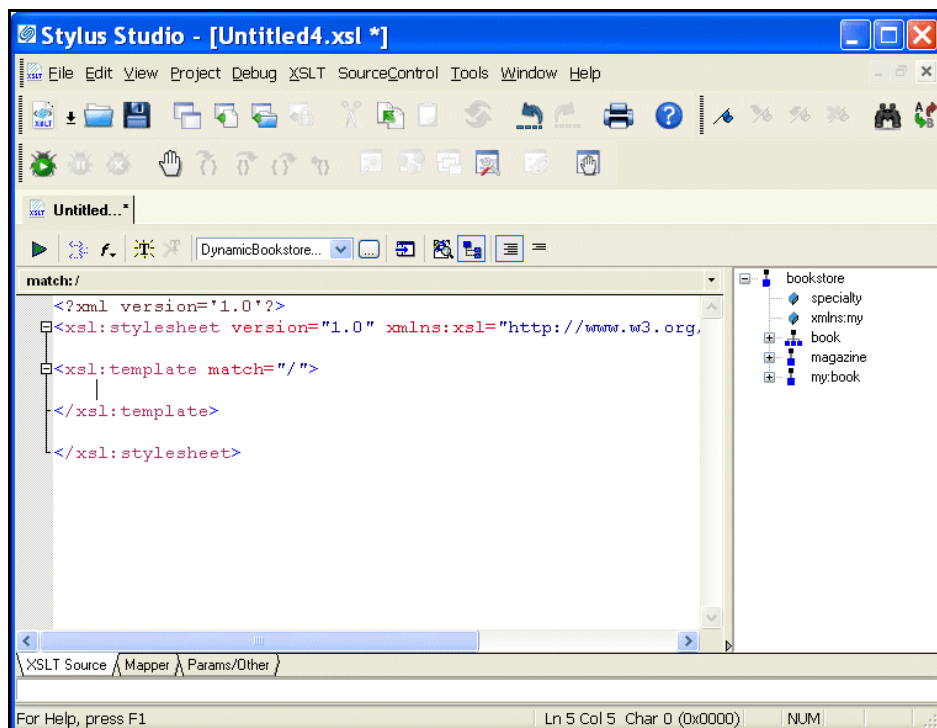 Stylus Studio - [Untitled4.xsl *]
XSLT File Edit View Project Debug XSLT SourceControl Tools Window Help
XSLT
A B
XSLT Untitled...*
f. T T DynamicBookstore... ...
match: /
<?xml version='1.0'?>
<xsl:stylesheet version="1.0" xmlns:xsl="http://www.w3.org/
<xsl:template match="/">
</xsl:template>
</xsl:stylesheet>
bookstore
specialty
xmlns:my
book
magazine
my:book
XSLT Source Mapper Params/Other
For Help, press F1 Ln 5 Col 5 Char 0 (0x0000) NUM